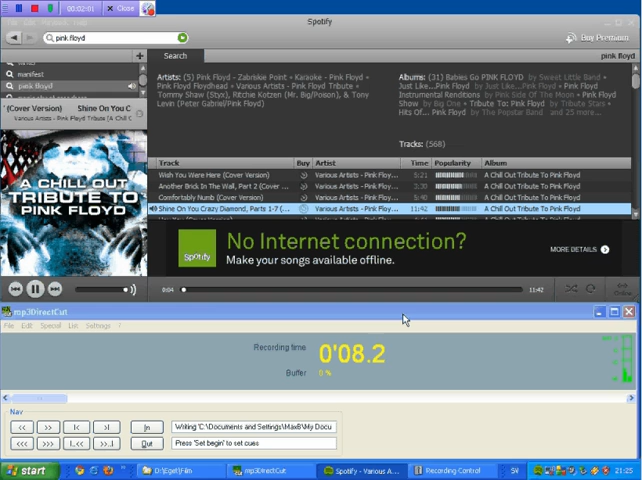 00:02:01 Close
Spotify
pink floyd
Buy Premium
Search
pink floyd
manifest
pink floyd
(Cover Version) Shine On You C
Various Artists - Pink Floyd Tribute (A Chill O
A CHILL OUT
TRIBUTE TO
PINK FLOYD
Artists: (5) Pink Floyd - Zabriskie Point • Karaoke - Pink Floyd •
Pink Floyd Floydhead • Various Artists - Pink Floyd Tribute •
Tommy Shaw (Styx), Ritchie Kotzen (Mr. Big/Poison), & Tony
Levin (Peter Gabriel/Pink Floyd)
Albums: (31) Babies Go PINK FLOYD by Sweet Little Band •
Just Like...Pink Floyd by Just Like... • Pink Floyd
Instrumental Renditions by Pink Side Of The Moon • Pink Floyd
Show by Big One • Tribute To: Pink Floyd by Tribute Stars •
Hits Of... Pink Floyd by The Popstar Band and 25 more...
Tracks: (568)
Track Buy Artist Time Popularity Album
Wish You Were Here (Cover Version) Various Artists - Pink Floy... 5:21 A Chill Out Tribute To Pink Floyd
Another Brick In The Wall, Part 2 (Cover ... Various Artists - Pink Floy... 3:30 A Chill Out Tribute To Pink Floyd
Comfortably Numb (Cover Version) Various Artists - Pink Floy... 5:40 A Chill Out Tribute To Pink Floyd
Shine On You Crazy Diamond, Parts 1-7 (... Various Artists - Pink Floy... 11:42 A Chill Out Tribute To Pink Floyd
Spotify
No Internet connection?
Make your songs available offline.
MORE DETAILS
0:04 11:42
Online
mp3DirectCut
File Edit Special List Settings ?
Recording time 0'08.2
Buffer 0 %
Nav
<< >> |< >| In Writing 'C:\Documents and Settings\MaxB\My Docu
<<< >>> |...<< >>...| Out Press 'Set begin' to set cues
start D:\Eget\Film mp3DirectCut Spotify - Various A... Recording Control SV 21:25